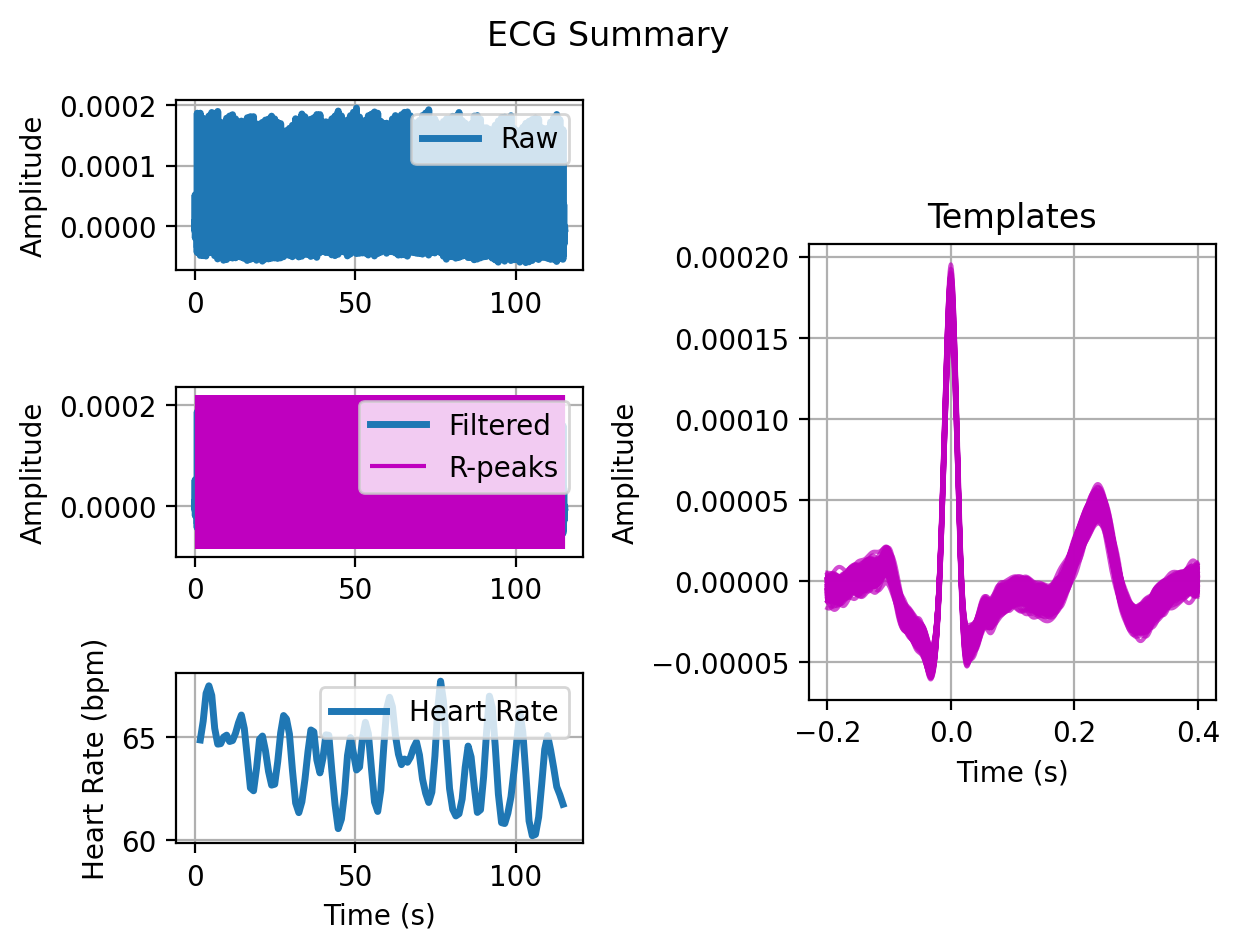 ECG Summary
0.0002
0.0001
0.0000
Amplitude
Raw
0 50 100
0.0002
0.0000
Amplitude
Filtered
R-peaks
0 50 100
65
60
Heart Rate (bpm)
Heart Rate
0 50 100
Time (s)
Templates
0.00020
0.00015
0.00010
0.00005
0.00000
−0.00005
Amplitude
−0.2 0.0 0.2 0.4
Time (s)